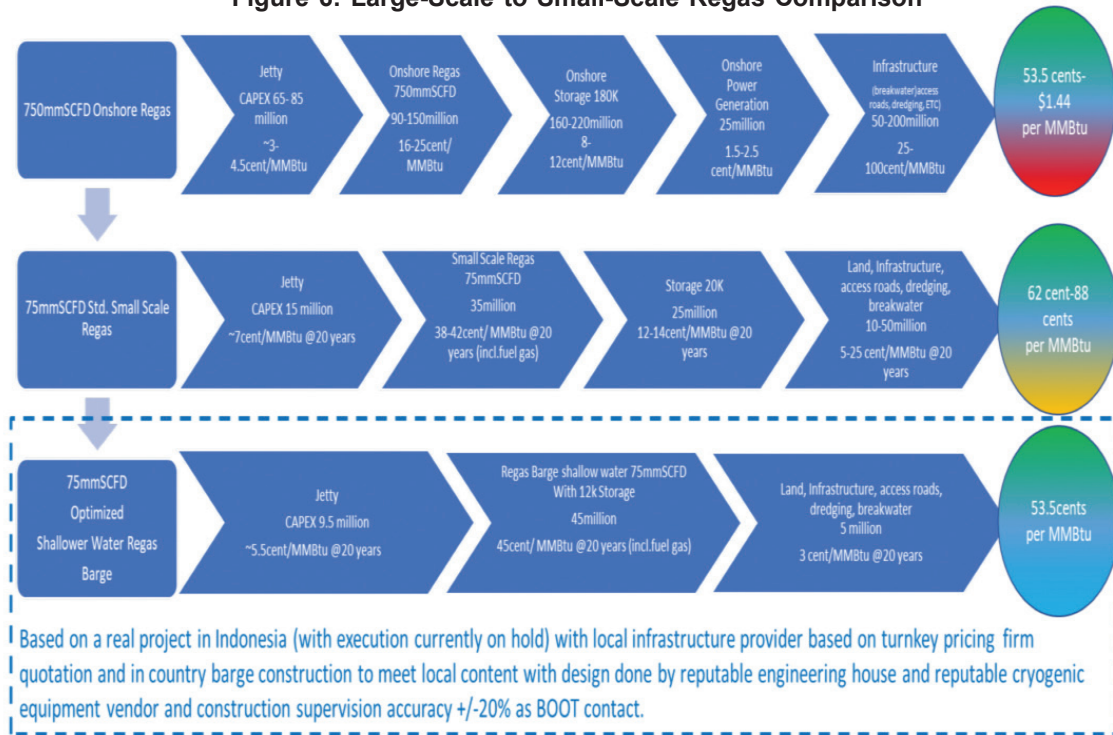 Figure 6: Large-Scale to Small-Scale Regas Comparison
750mmSCFD Onshore Regas
Jetty
CAPEX 65- 85
million
~3-
4.5cent/MMBtu
Onshore Regas
750mmSCFD
90-150million
16-25cent/
MMBtu
Onshore
Storage 180K
160-220million
8-
12cent/MMBtu
Onshore
Power
Generation
25million
1.5-2.5
cent/MMBtu
Infrastructure
(breakwater)access
roads, dredging, ETC)
50-200million
25-
100cent/MMBtu
53.5 cents-
$1.44
per MMBtu
75mmSCFD Std. Small Scale
Regas
Jetty
CAPEX 15 million
~7cent/MMBtu @20 years
Small Scale Regas
75mmSCFD
35million
38-42cent/ MMBtu @20
years (incl.fuel gas)
Storage 20K
25million
12-14cent/MMBtu @20
years
Land, Infrastructure,
access roads, dredging,
breakwater
10-50million
5-25 cent/MMBtu @20
years
62 cent-88
cents
per MMBtu
75mmSCFD
Optimized
Shallower Water Regas
Barge
Jetty
CAPEX 9.5 million
~5.5cent/MMBtu @20 years
Regas Barge shallow water 75mmSCFD
With 12k Storage
45million
45cent/ MMBtu @20 years (incl.fuel gas)
Land, Infrastructure, access roads,
dredging, breakwater
5 million
3 cent/MMBtu @20 years
53.5cents
per MMBtu
Based on a real project in Indonesia (with execution currently on hold) with local infrastructure provider based on turnkey pricing firm
quotation and in country barge construction to meet local content with design done by reputable engineering house and reputable cryogenic
equipment vendor and construction supervision accuracy +/-20% as BOOT contact.